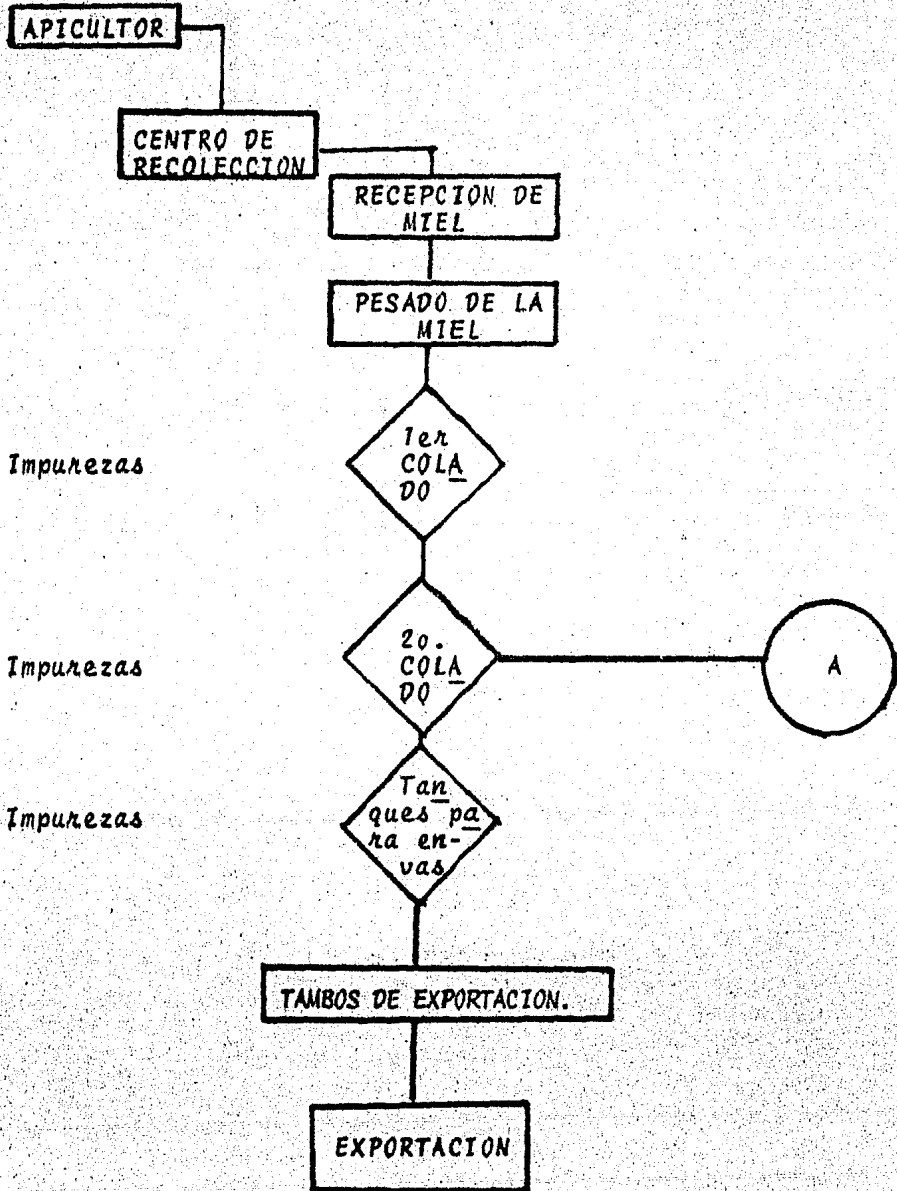 APICULTOR
CENTRO DE
RECOLECCION
RECEPCION DE
MIEL
PESADO DE LA
MIEL
Impurezas
1er
COLA
DO
Impurezas
2o.
COLA
DO
A
Impurezas
Tan
ques pa
ra en-
vas
TAMBOS DE EXPORTACION.
EXPORTACION